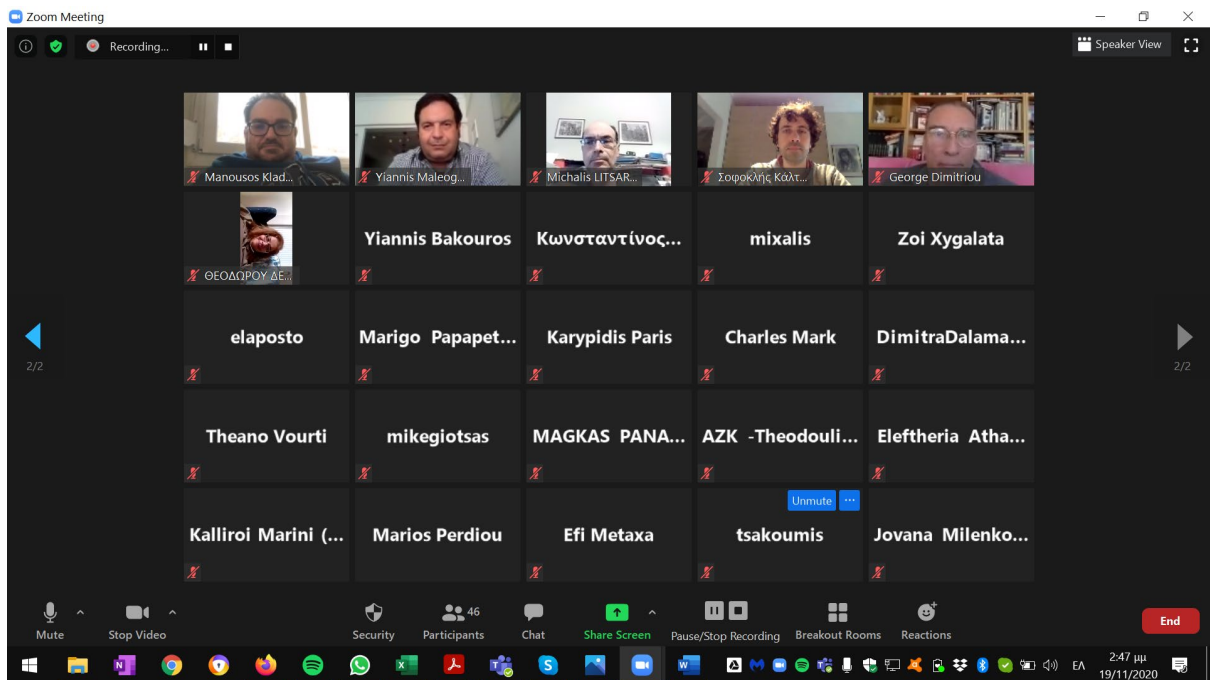 Zoom Meeting
Recording...
Speaker View
Manousos Klad...
Yiannis Maleog...
Michalis LITSAR...
Σοφοκλής Κάλτ...
George Dimitriou
ΘΕΟΔΩΡΟΥ ΔΕ...
Yiannis Bakouros
Κωνσταντίνος...
mixalis
Zoi Xygalata
elaposto
Marigo Papapet...
Karypidis Paris
Charles Mark
DimitraDalama...
2/2
2/2
Theano Vourti
mikegiotsas
MAGKAS PANA...
AZK -Theodouli...
Eleftheria Atha...
Unmute
Kalliroi Marini (...
Marios Perdiou
Efi Metaxa
tsakoumis
Jovana Milenko...
Mute
Stop Video
Security
46
Participants
Chat
Share Screen
Pause/Stop Recording
Breakout Rooms
Reactions
End
ΕΛ
2:47 μμ
19/11/2020